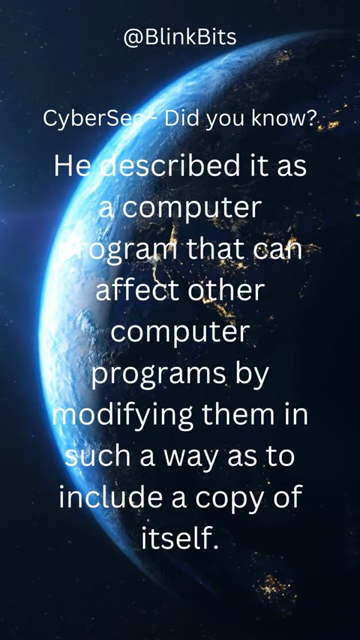 @BlinkBits
CyberSec - Did you know?
He described it as
a computer
program that can
affect other
computer
programs by
modifying them in
such a way as to
include a copy of
itself.